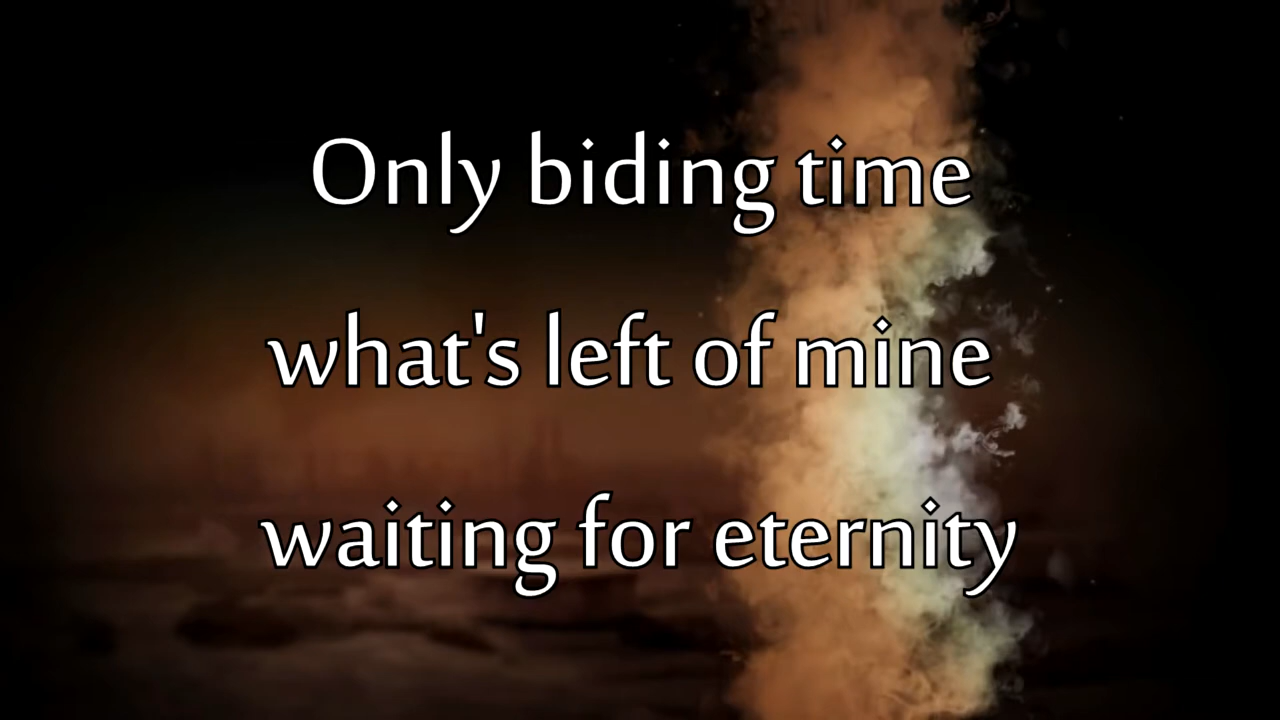 Only biding time
what's left of mine
waiting for eternity